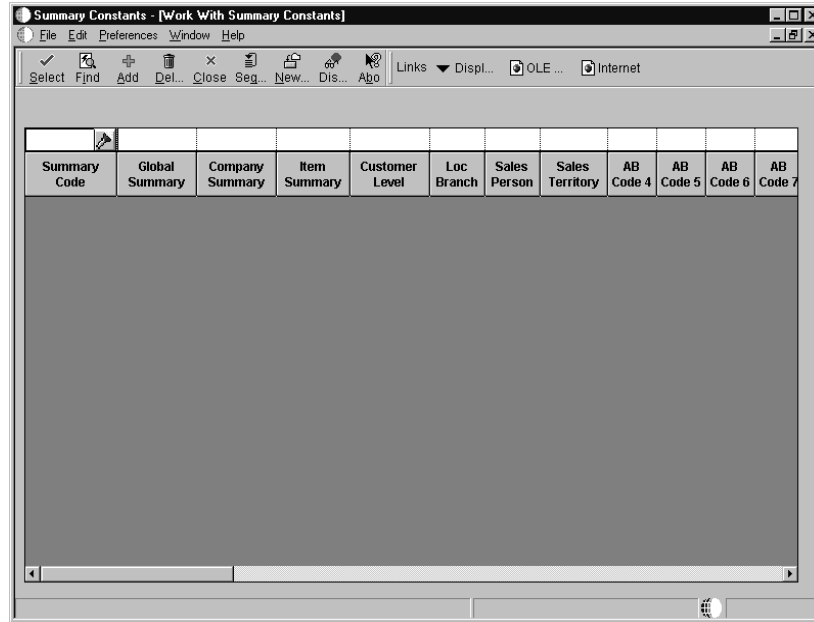 Summary Constants - [Work With Summary Constants]
File Edit Preferences Window Help
Select Find Add Del... Close Seg... New... Dis... Abo Links Displ... OLE ... Internet
Summary Code Global Summary Company Summary Item Summary Customer Level Loc Branch Sales Person Sales Territory AB Code 4 AB Code 5 AB Code 6 AB Code 7